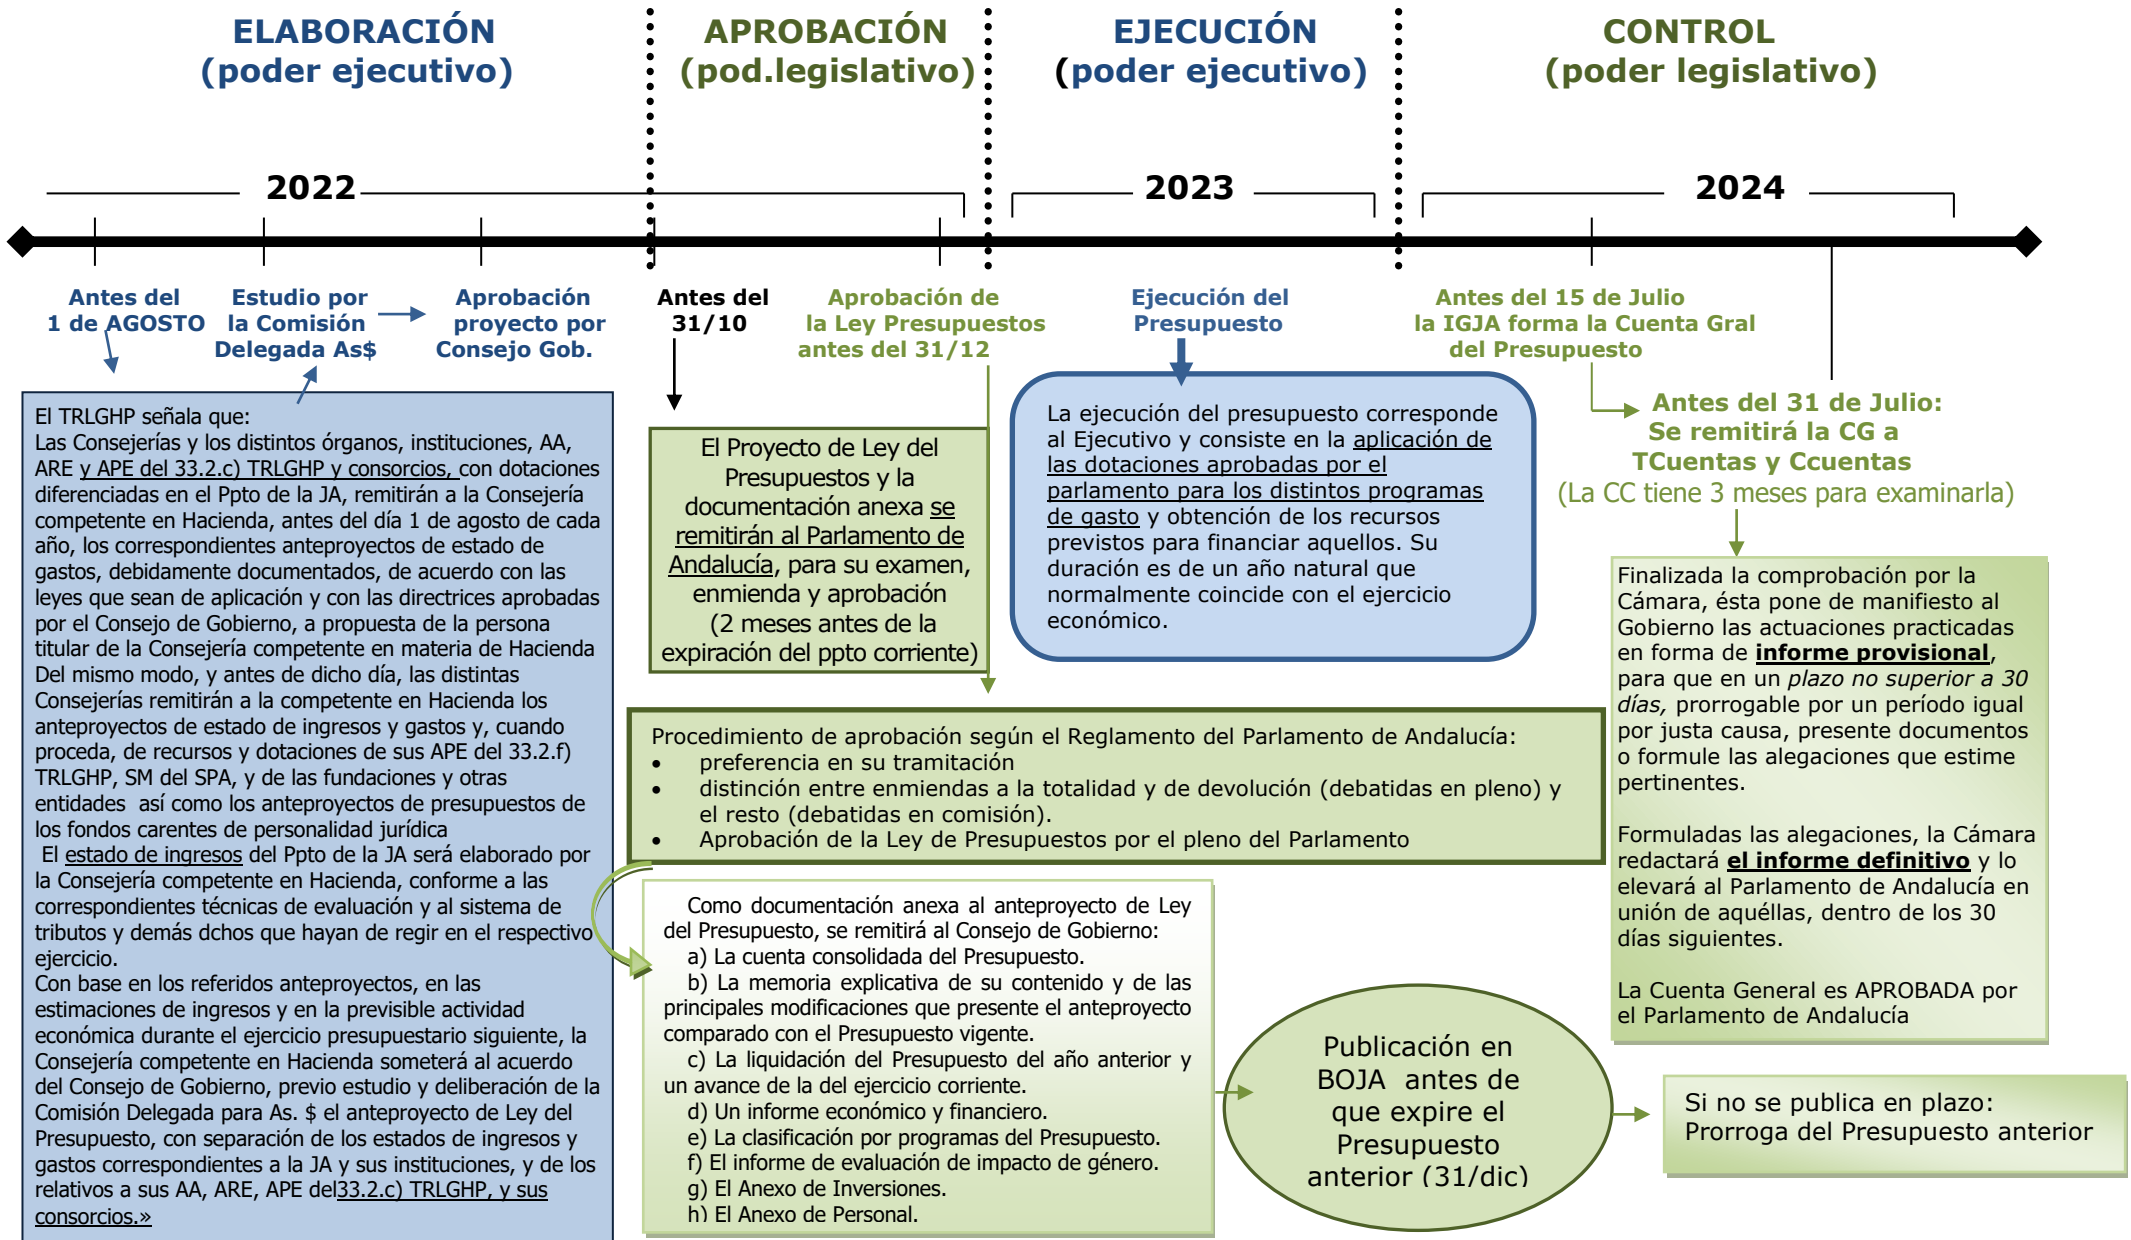 ELABORACIÓN
(poder ejecutivo)
APROBACIÓN
(pod.legislativo)
EJECUCIÓN
(poder ejecutivo)
CONTROL
(poder legislativo)
2022
2023
2024
Antes del
1 de AGOSTO
Estudio por
la Comisión
Delegada As$
Aprobación
proyecto por
Consejo Gob.
Antes del
31/10
Aprobación de
la Ley Presupuestos
antes del 31/12
Ejecución del
Presupuesto
Antes del 15 de Julio
la IGJA forma la Cuenta Gral
del Presupuesto
Antes del 31 de Julio:
Se remitirá la CG a
TCuentas y Ccuentas
(La CC tiene 3 meses para examinarla)
El TRLGHP señala que:
Las Consejerías y los distintos órganos, instituciones, AA,
ARE y APE del 33.2.c) TRLGHP y consorcios, con dotaciones
diferenciadas en el Ppto de la JA, remitirán a la Consejería
competente en Hacienda, antes del día 1 de agosto de cada
año, los correspondientes anteproyectos de estado de
gastos, debidamente documentados, de acuerdo con las
leyes que sean de aplicación y con las directrices aprobadas
por el Consejo de Gobierno, a propuesta de la persona
titular de la Consejería competente en materia de Hacienda
Del mismo modo, y antes de dicho día, las distintas
Consejerías remitirán a la competente en Hacienda los
anteproyectos de estado de ingresos y gastos y, cuando
proceda, de recursos y dotaciones de sus APE del 33.2.f)
TRLGHP, SM del SPA, y de las fundaciones y otras
entidades así como los anteproyectos de presupuestos de
los fondos carentes de personalidad jurídica
El estado de ingresos del Ppto de la JA será elaborado por
la Consejería competente en Hacienda, conforme a las
correspondientes técnicas de evaluación y al sistema de
tributos y demás dchos que hayan de regir en el respectivo
ejercicio.
Con base en los referidos anteproyectos, en las
estimaciones de ingresos y en la previsible actividad
económica durante el ejercicio presupuestario siguiente, la
Consejería competente en Hacienda someterá al acuerdo
del Consejo de Gobierno, previo estudio y deliberación de la
Comisión Delegada para As. $ el anteproyecto de Ley del
Presupuesto, con separación de los estados de ingresos y
gastos correspondientes a la JA y sus instituciones, y de los
relativos a sus AA, ARE, APE del33.2.c) TRLGHP, y sus
consorcios.»
El Proyecto de Ley del
Presupuestos y la
documentación anexa se
remitirán al Parlamento de
Andalucía, para su examen,
enmienda y aprobación
(2 meses antes de la
expiración del ppto corriente)
La ejecución del presupuesto corresponde
al Ejecutivo y consiste en la aplicación de
las dotaciones aprobadas por el
parlamento para los distintos programas
de gasto y obtención de los recursos
previstos para financiar aquellos. Su
duración es de un año natural que
normalmente coincide con el ejercicio
económico.
Procedimiento de aprobación según el Reglamento del Parlamento de Andalucía:
• preferencia en su tramitación
• distinción entre enmiendas a la totalidad y de devolución (debatidas en pleno) y
el resto (debatidas en comisión).
• Aprobación de la Ley de Presupuestos por el pleno del Parlamento
Como documentación anexa al anteproyecto de Ley
del Presupuesto, se remitirá al Consejo de Gobierno:
a) La cuenta consolidada del Presupuesto.
b) La memoria explicativa de su contenido y de las
principales modificaciones que presente el anteproyecto
comparado con el Presupuesto vigente.
c) La liquidación del Presupuesto del año anterior y
un avance de la del ejercicio corriente.
d) Un informe económico y financiero.
e) La clasificación por programas del Presupuesto.
f) El informe de evaluación de impacto de género.
g) El Anexo de Inversiones.
h) El Anexo de Personal.
Publicación en
BOJA antes de
que expire el
Presupuesto
anterior (31/dic)
Finalizada la comprobación por la
Cámara, ésta pone de manifiesto al
Gobierno las actuaciones practicadas
en forma de informe provisional,
para que en un plazo no superior a 30
días, prorrogable por un período igual
por justa causa, presente documentos
o formule las alegaciones que estime
pertinentes.
Formuladas las alegaciones, la Cámara
redactará el informe definitivo y lo
elevará al Parlamento de Andalucía en
unión de aquéllas, dentro de los 30
días siguientes.
La Cuenta General es APROBADA por
el Parlamento de Andalucía
Si no se publica en plazo:
Prorroga del Presupuesto anterior